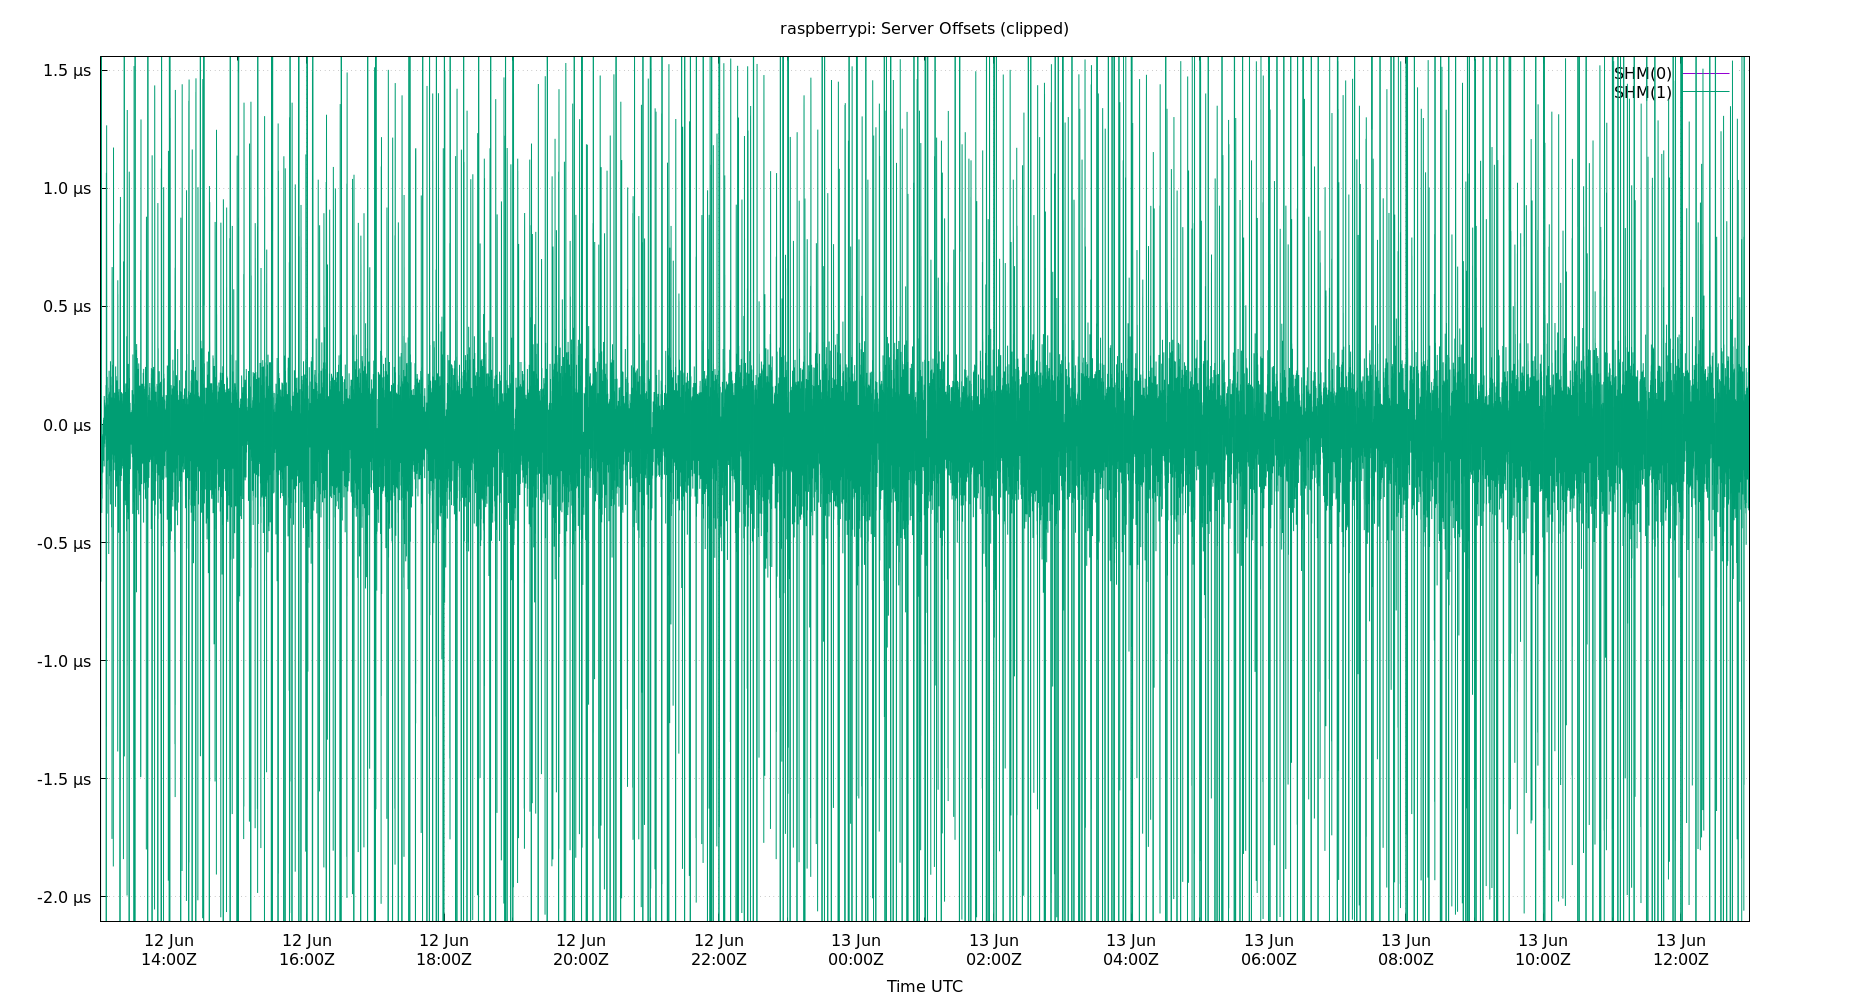 raspberrypi: Server Offsets (clipped)
1.5 µs
1.0 µs
0.5 µs
0.0 µs
-0.5 µs
-1.0 µs
-1.5 µs
-2.0 µs
SHM(0)
SHM(1)
12 Jun 12 Jun 12 Jun 12 Jun 12 Jun 13 Jun 13 Jun 13 Jun 13 Jun 13 Jun 13 Jun 13 Jun
14:00Z 16:00Z 18:00Z 20:00Z 22:00Z 00:00Z 02:00Z 04:00Z 06:00Z 08:00Z 10:00Z 12:00Z
Time UTC